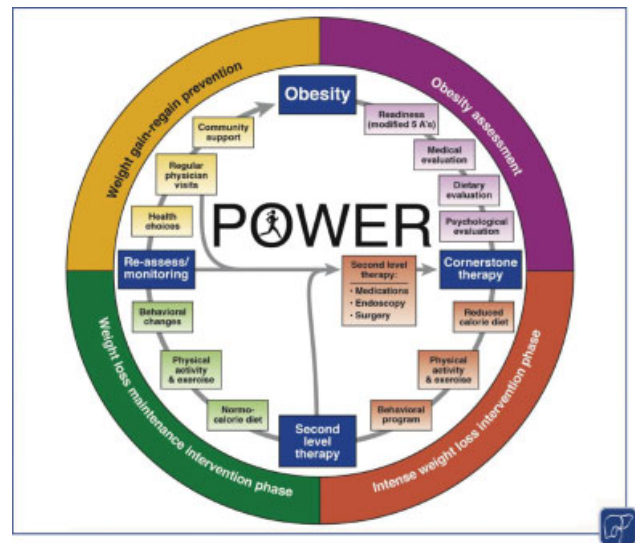 Weight gain-regain prevention
Obesity assessment
Obesity
Community
support
Readiness
(modified 5 A's)
Regular
physician
visits
Medical
evaluation
Dietary
evaluation
Health
choices
Psychological
evaluation
POWER
Re-assess/
monitoring
Second level
therapy:
• Medications
• Endoscopy
• Surgery
Cornerstone
therapy
Behavioral
changes
Reduced
calorie diet
Physical
activity
& exercise
Physical
activity
& exercise
Normo-
calorie diet
Second
level
therapy
Behavioral
program
Weight loss maintenance intervention phase
Intense weight loss intervention phase